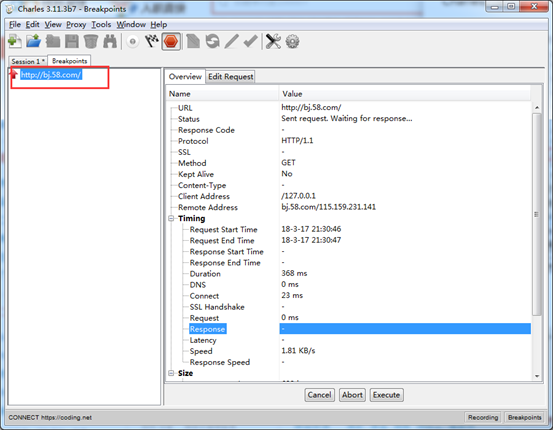 Charles 3.11.3b7 - Breakpoints
File Edit View Proxy Tools Window Help
Session 1 * Breakpoints
http://bj.58.com/
Overview Edit Request
Name Value
URL http://bj.58.com/
Status Sent request. Waiting for response...
Response Code -
Protocol HTTP/1.1
SSL -
Method GET
Kept Alive No
Content-Type -
Client Address /127.0.0.1
Remote Address bj.58.com/115.159.231.141
Timing
Request Start Time 18-3-17 21:30:46
Request End Time 18-3-17 21:30:47
Response Start Time -
Response End Time -
Duration 368 ms
DNS 0 ms
Connect 23 ms
SSL Handshake -
Request 0 ms
Response -
Latency -
Speed 1.81 KB/s
Response Speed -
Size
Cancel Abort Execute
CONNECT https://coding.net Recording Breakpoints